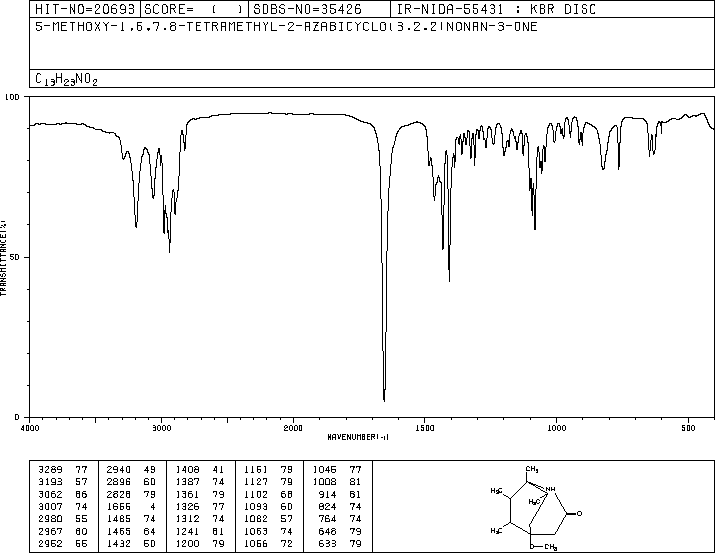 HIT-NO=20693 SCORE= ( ) SDBS-NO=35426 IR-NIDA-55431 : KBR DISC
5-METHOXY-1,6,7,8-TETRAMETHYL-2-AZABICYCLO(3.2.2)NONAN-3-ONE
C13H23NO2
100
50
0
TRANSMITTANCE(%)
4000 3000 2000 1500 1000 500
WAVENUMBER(-1)
3289 77 2940 49 1408 41 1161 79 1046 77
3193 57 2896 60 1387 74 1127 79 1008 81
3062 66 2828 79 1361 79 1102 68 914 81
3007 74 1656 4 1326 77 1093 60 824 74
2980 55 1485 74 1312 74 1082 57 764 74
2967 60 1465 64 1241 81 1063 74 648 79
2952 55 1432 50 1200 79 1056 72 633 79
CH3
H3C
NH
H3C
H3C
O
O CH3